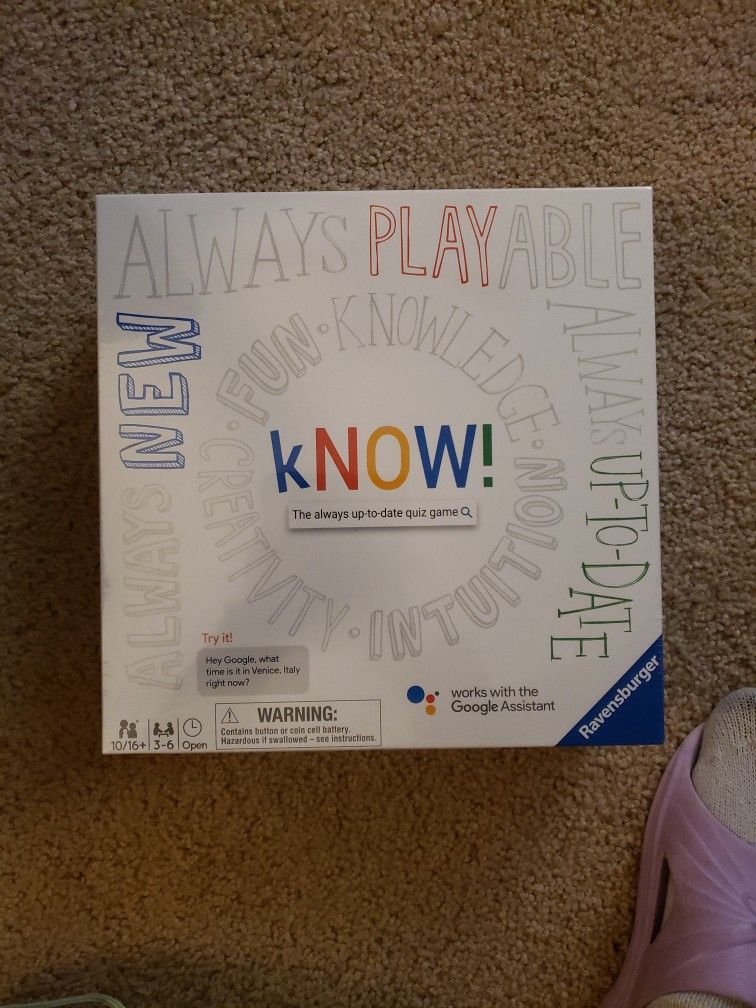 ALWAYS PLAYABLE
ALWAYS NEW
ALWAYS UP-TO-DATE
FUN • KNOWLEDGE • INTUITION • CREATIVITY •
kNOW!
The always up-to-date quiz game
Try it!
Hey Google, what
time is it in Venice, Italy
right now?
works with the
Google Assistant
Ravensburger
10/16+ 3-6 Open
WARNING:
Contains button or coin cell battery.
Hazardous if swallowed – see instructions.